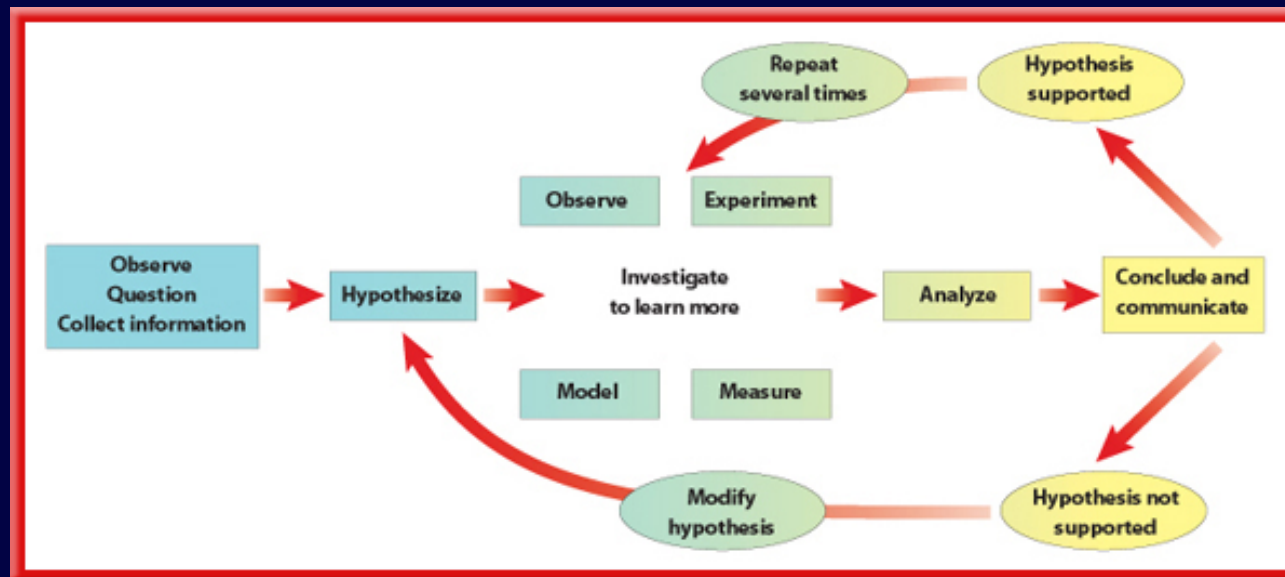 Repeat
several times
Hypothesis
supported
Observe
Experiment
Observe
Question
Collect information
Hypothesize
Investigate
to learn more
Analyze
Conclude and
communicate
Model
Measure
Modify
hypothesis
Hypothesis not
supported